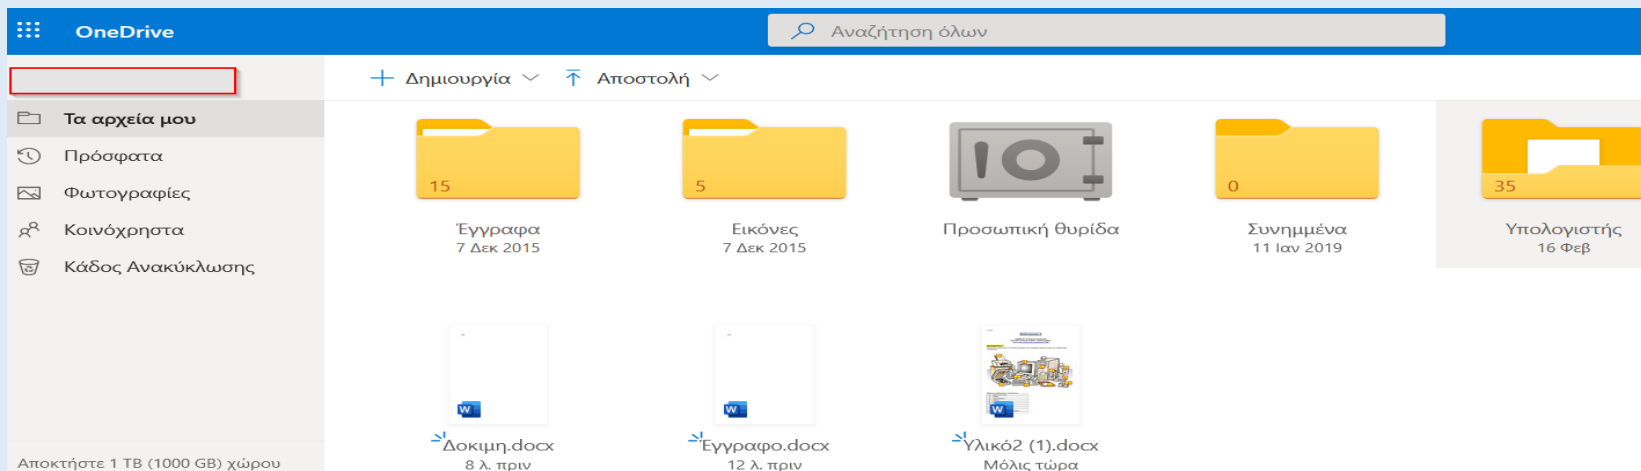 OneDrive
Αναζήτηση όλων
Δημιουργία
Αποστολή
Τα αρχεία μου
Πρόσφατα
Φωτογραφίες
Κοινόχρηστα
Κάδος Ανακύκλωσης
Αποκτήστε 1 TB (1000 GB) χώρου
15
5
0
35
Έγγραφα
7 Δεκ 2015
Εικόνες
7 Δεκ 2015
Προσωπική θυρίδα
Συνημμένα
11 Ιαν 2019
Υπολογιστής
16 Φεβ
Δοκιμη.docx
8 λ. πριν
Έγγραφο.docx
12 λ. πριν
Υλικό2 (1).docx
Μόλις τώρα